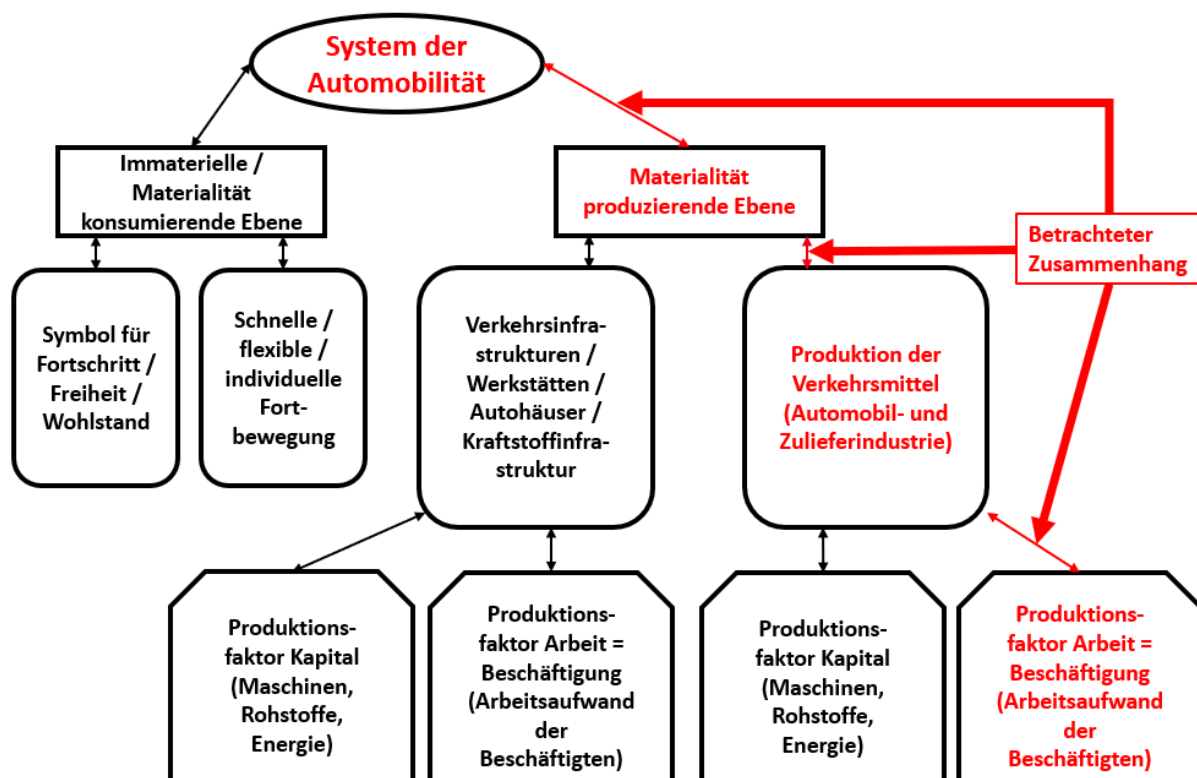 System der
Automobilität
Immaterielle /
Materialität
konsumierende Ebene
Materialität
produzierende Ebene
Betrachteter
Zusammenhang
Symbol für
Fortschritt /
Freiheit /
Wohlstand
Schnelle /
flexible /
individuelle
Fort-
bewegung
Verkehrsinfra-
strukturen /
Werkstätten /
Autohäuser /
Kraftstoffinfra-
struktur
Produktion der
Verkehrsmittel
(Automobil- und
Zulieferindustrie)
Produktions-
faktor Kapital
(Maschinen,
Rohstoffe,
Energie)
Produktions-
faktor Arbeit =
Beschäftigung
(Arbeitsaufwand
der
Beschäftigten)
Produktions-
faktor Kapital
(Maschinen,
Rohstoffe,
Energie)
Produktions-
faktor Arbeit =
Beschäftigung
(Arbeitsaufwand
der
Beschäftigten)